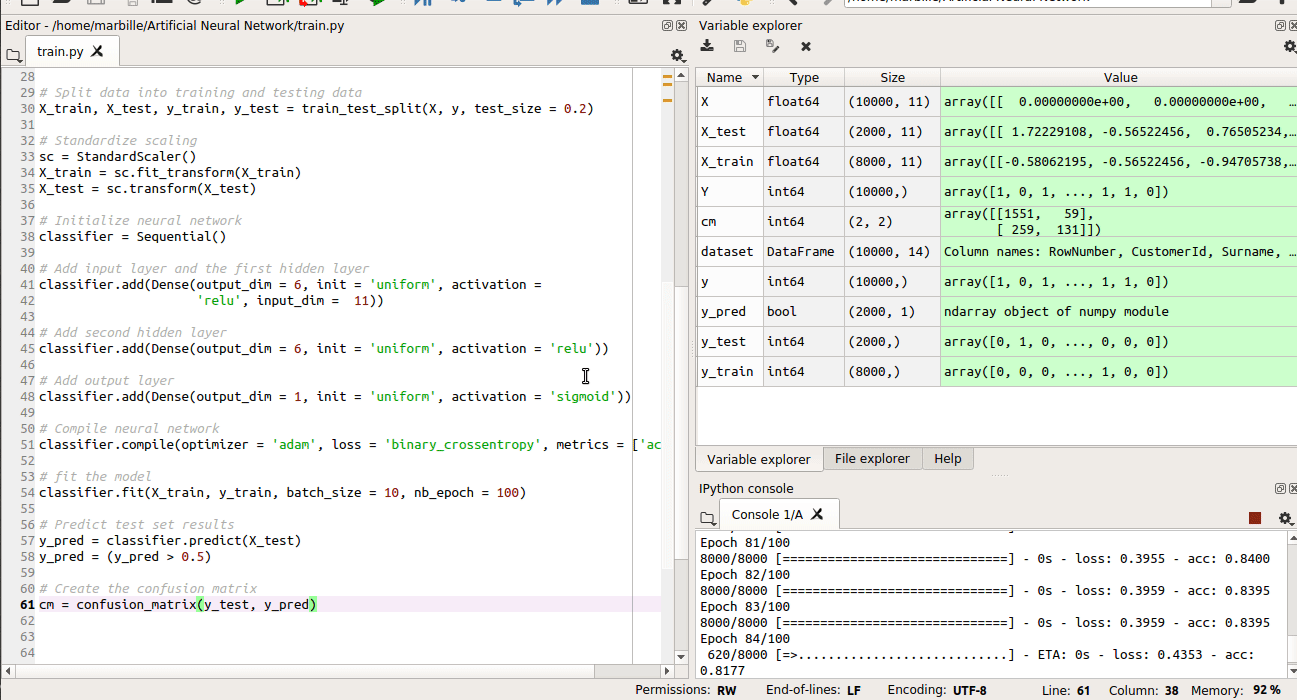 Editor - /home/marbille/Artificial Neural Network/train.py
train.py
28
29 # Split data into training and testing data
30 X_train, X_test, y_train, y_test = train_test_split(X, y, test_size = 0.2)
31
32 # Standardize scaling
33 sc = StandardScaler()
34 X_train = sc.fit_transform(X_train)
35 X_test = sc.transform(X_test)
36
37 # Initialize neural network
38 classifier = Sequential()
39
40 # Add input layer and the first hidden layer
41 classifier.add(Dense(output_dim = 6, init = 'uniform', activation =
42                      'relu', input_dim =  11))
43
44 # Add second hidden layer
45 classifier.add(Dense(output_dim = 6, init = 'uniform', activation = 'relu'))
46
47 # Add output layer
48 classifier.add(Dense(output_dim = 1, init = 'uniform', activation = 'sigmoid'))
49
50 # Compile neural network
51 classifier.compile(optimizer = 'adam', loss = 'binary_crossentropy', metrics = ['ac
52
53 # fit the model
54 classifier.fit(X_train, y_train, batch_size = 10, nb_epoch = 100)
55
56 # Predict test set results
57 y_pred = classifier.predict(X_test)
58 y_pred = (y_pred > 0.5)
59
60 # Create the confusion matrix
61 cm = confusion_matrix(y_test, y_pred)
62
63
64
Variable explorer
Name Type Size Value
X float64 (10000, 11) array([[  0.00000000e+00,   0.00000000e+00,   ...
X_test float64 (2000, 11) array([[ 1.72229108, -0.56522456,  0.76505234,...
X_train float64 (8000, 11) array([[-0.58062195, -0.56522456, -0.94705738,...
Y int64 (10000,) array([1, 0, 1, ..., 1, 1, 0])
cm int64 (2, 2) array([[1551,   59],
[ 259,  131]])
dataset DataFrame (10000, 14) Column names: RowNumber, CustomerId, Surname, ...
y int64 (10000,) array([1, 0, 1, ..., 1, 1, 0])
y_pred bool (2000, 1) ndarray object of numpy module
y_test int64 (2000,) array([0, 1, 0, ..., 0, 0, 0])
y_train int64 (8000,) array([0, 0, 0, ..., 1, 0, 0])
Variable explorer File explorer Help
IPython console
Console 1/A
Epoch 81/100
8000/8000 [==============================] - 0s - loss: 0.3955 - acc: 0.8400
Epoch 82/100
8000/8000 [==============================] - 0s - loss: 0.3959 - acc: 0.8395
Epoch 83/100
8000/8000 [==============================] - 0s - loss: 0.3959 - acc: 0.8395
Epoch 84/100
620/8000 [=>............................] - ETA: 0s - loss: 0.4353 - acc:
0.8177
Permissions: RW End-of-lines: LF Encoding: UTF-8 Line: 61 Column: 38 Memory: 92 %